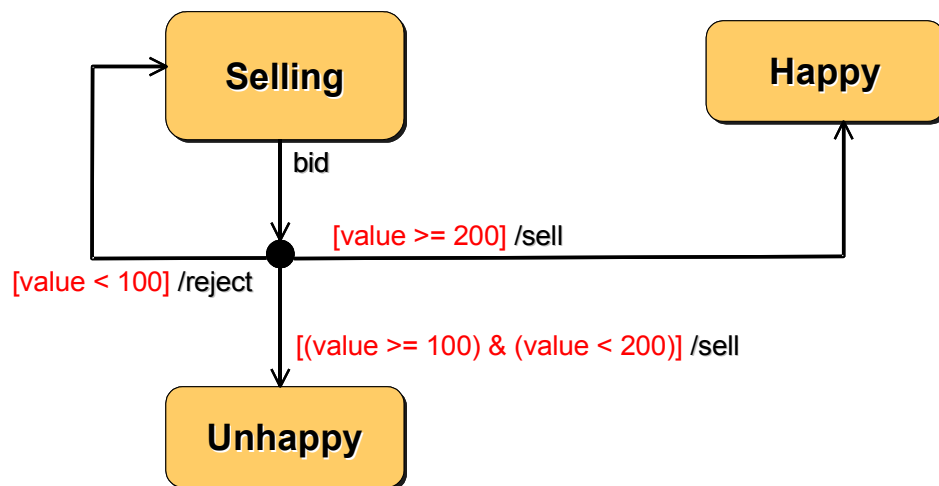 Selling
Happy
bid
[value >= 200] /sell
[value < 100] /reject
[(value >= 100) & (value < 200)] /sell
Unhappy